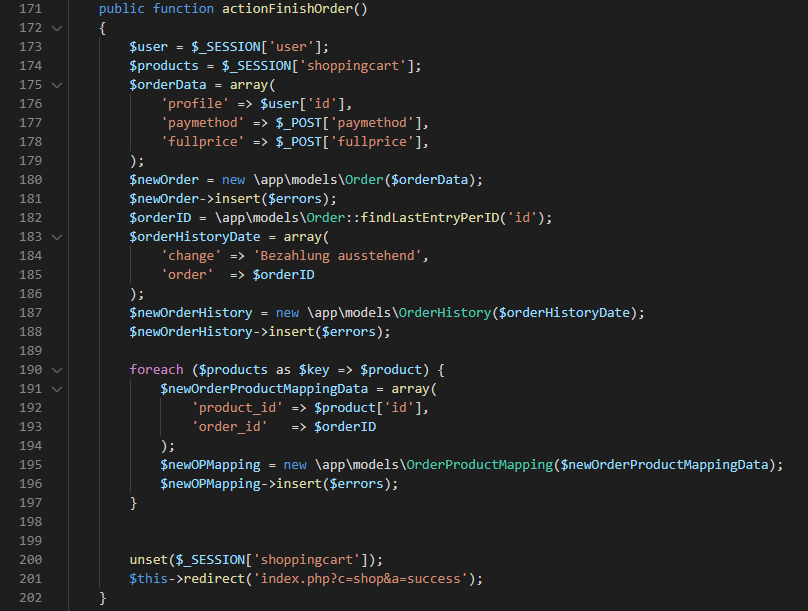 171 public function actionFinishOrder()
172 {
173 $user = $_SESSION['user'];
174 $products = $_SESSION['shoppingcart'];
175 $orderData = array(
176 'profile' => $user['id'],
177 'paymethod' => $_POST['paymethod'],
178 'fullprice' => $_POST['fullprice'],
179 );
180 $newOrder = new \app\models\Order($orderData);
181 $newOrder->insert($errors);
182 $orderID = \app\models\Order::findLastEntryPerID('id');
183 $orderHistoryDate = array(
184 'change' => 'Bezahlung ausstehend',
185 'order'  => $orderID
186 );
187 $newOrderHistory = new \app\models\OrderHistory($orderHistoryDate);
188 $newOrderHistory->insert($errors);
189
190 foreach ($products as $key => $product) {
191 $newOrderProductMappingData = array(
192 'product_id' => $product['id'],
193 'order_id'   => $orderID
194 );
195 $newOPMapping = new \app\models\OrderProductMapping($newOrderProductMappingData);
196 $newOPMapping->insert($errors);
197 }
198
199
200 unset($_SESSION['shoppingcart']);
201 $this->redirect('index.php?c=shop&a=success');
202 }